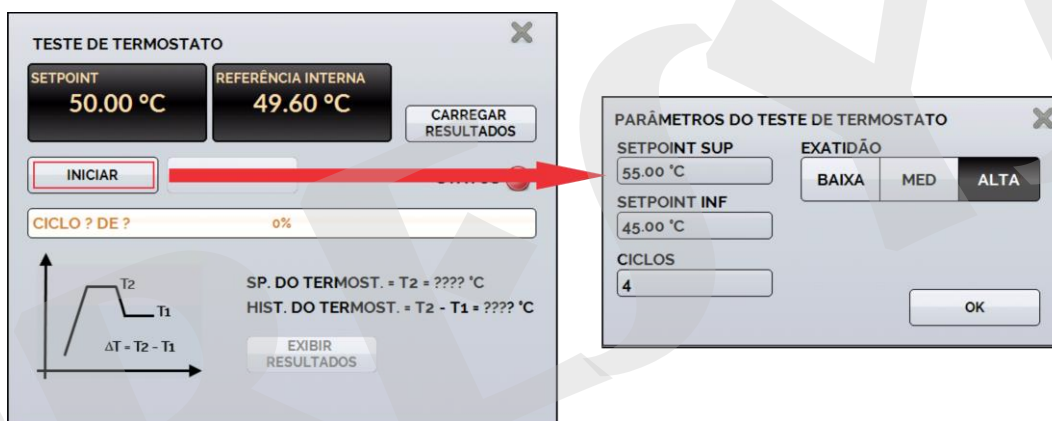 TESTE DE TERMOSTATO
SETPOINT
50.00 °C
REFERÊNCIA INTERNA
49.60 °C
CARREGAR
RESULTADOS
INICIAR
CICLO ? DE ?
0%
T2
T1
ΔT = T2 - T1
SP. DO TERMOST. = T2 = ???? °C
HIST. DO TERMOST. = T2 - T1 = ???? °C
EXIBIR
RESULTADOS
PARÂMETROS DO TESTE DE TERMOSTATO
SETPOINT SUP
55.00 °C
SETPOINT INF
45.00 °C
CICLOS
4
EXATIDÃO
BAIXA
MED
ALTA
OK